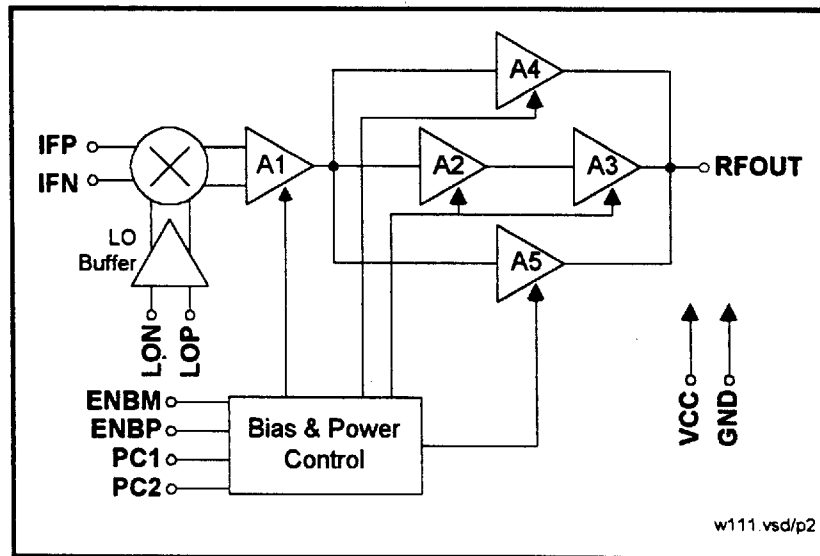 A4
IFP
IFN
A1
A2
A3
RFOUT
LO
Buffer
A5
LON
LOP
ENBM
ENBP
PC1
PC2
Bias & Power
Control
VCC
GND
w111.vsd/p2